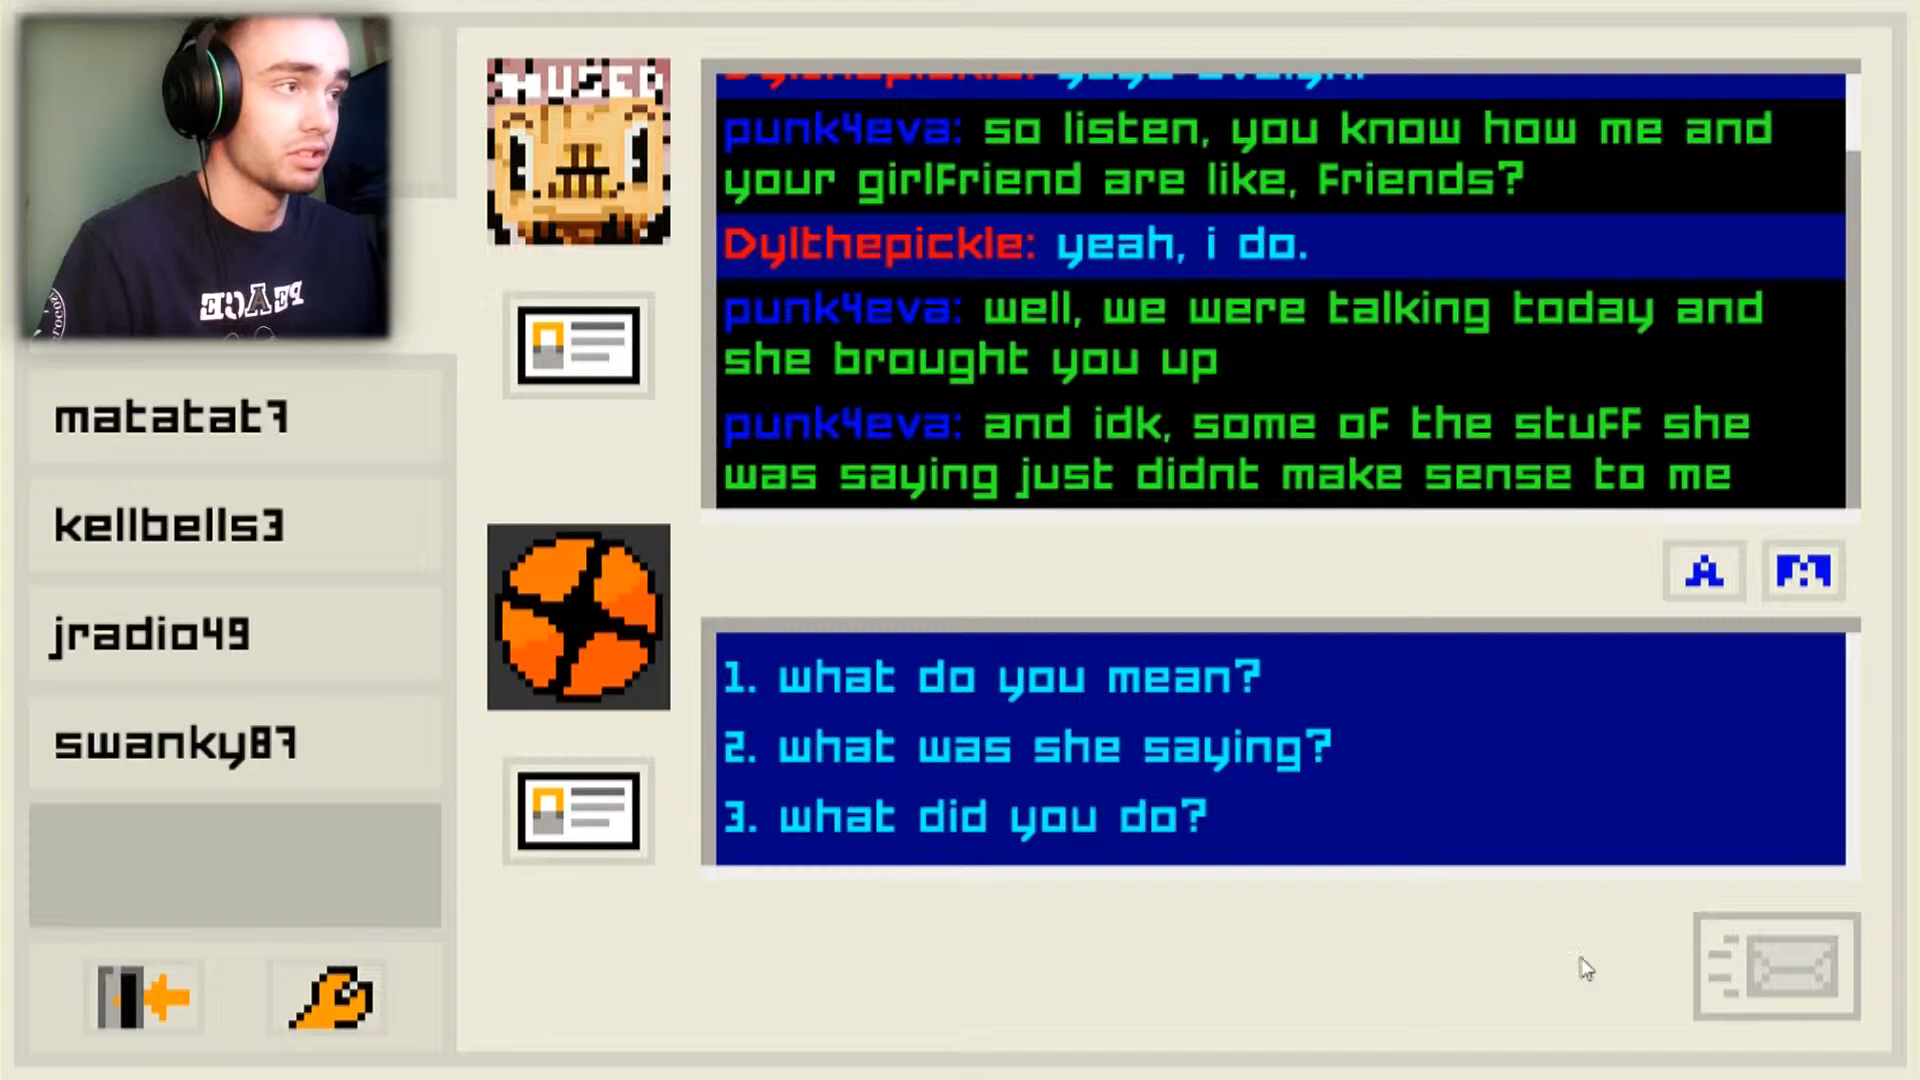 MUSED
punk4eva: so listen, you know how me and
your girlfriend are like, friends?
Dylthepickle: yeah, i do.
punk4eva: well, we were talking today and
she brought you up
punk4eva: and idk, some of the stuff she
was saying just didnt make sense to me
matatat7
kellbells3
jradio49
swanky87
A
1. what do you mean?
2. what was she saying?
3. what did you do?